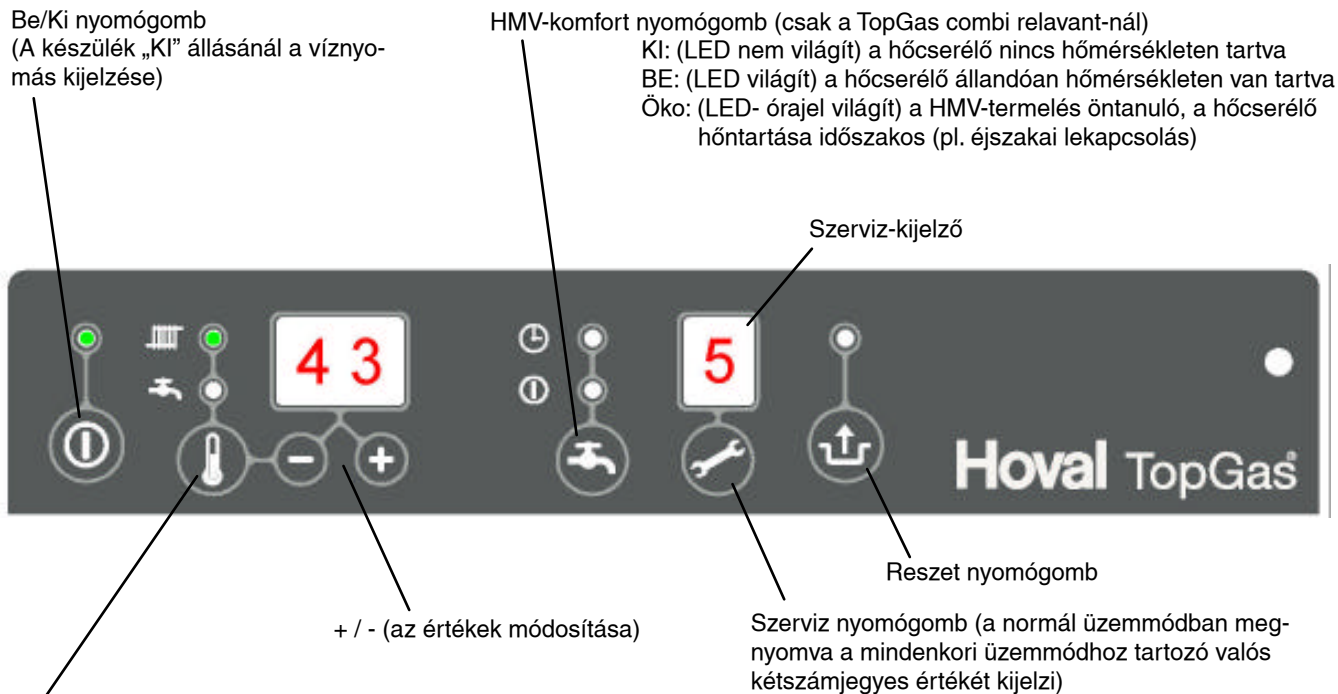 Be/Ki nyomógomb
(A készülék „KI” állásánál a víznyo-
más kijelzése)
HMV-komfort nyomógomb (csak a TopGas combi relavant-nál)
KI: (LED nem világít) a hőcserélő nincs hőmérsékleten tartva
BE: (LED világít) a hőcserélő állandóan hőmérsékleten van tartva
Öko: (LED- órajel világít) a HMV-termelés öntanuló, a hőcserélő
hőntartása időszakos (pl. éjszakai lekapcsolás)
Szerviz-kijelző
4 3
5
Hoval TopGas®
Reszet nyomógomb
+ / - (az értékek módosítása)
Szerviz nyomógomb (a normál üzemmódban meg-
nyomva a mindenkori üzemmódhoz tartozó valós
kétszámjegyes értékét kijelzi)